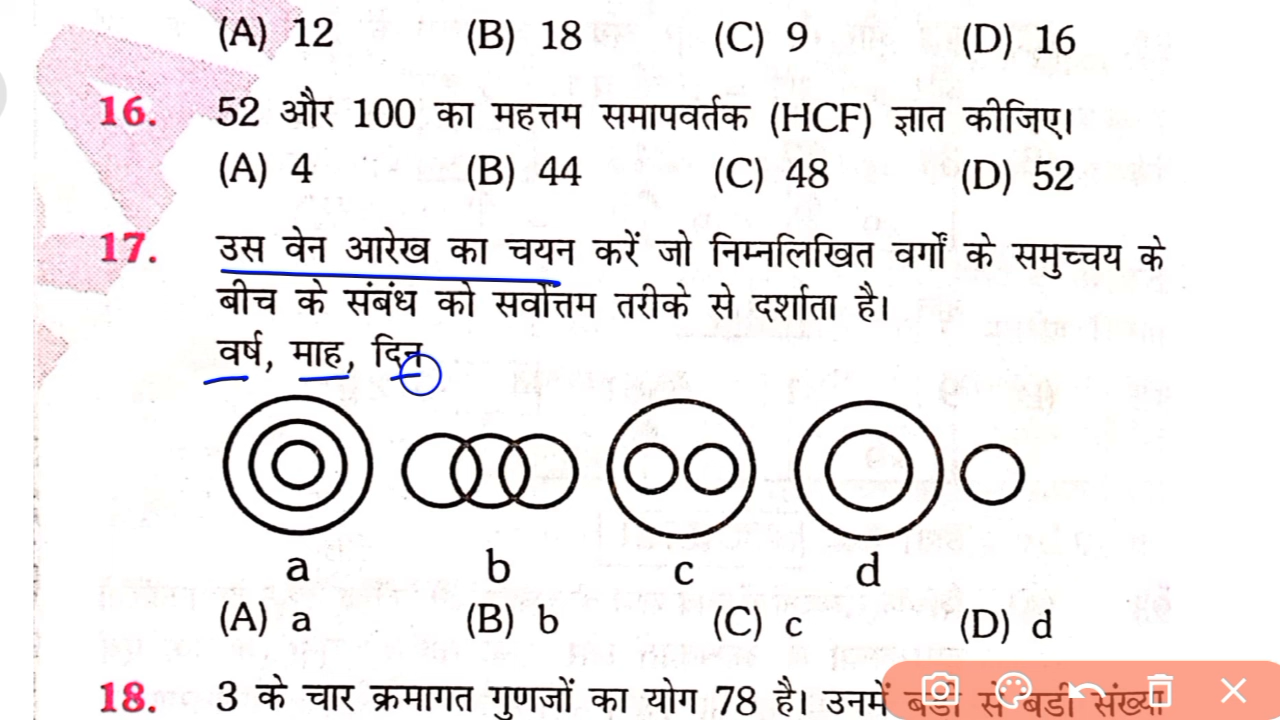 (A) 12 (B) 18 (C) 9 (D) 16
16. 52 और 100 का महत्तम समापवर्तक (HCF) ज्ञात कीजिए।
(A) 4 (B) 44 (C) 48 (D) 52
17. उस वेन आरेख का चयन करें जो निम्नलिखित वर्गों के समुच्चय के
बीच के संबंध को सर्वोत्तम तरीके से दर्शाता है।
वर्ष, माह, दिन
a b c d
(A) a (B) b (C) c (D) d
18. 3 के चार क्रमागत गुणजों का योग 78 है। उनमें बडी से बडी संख्या